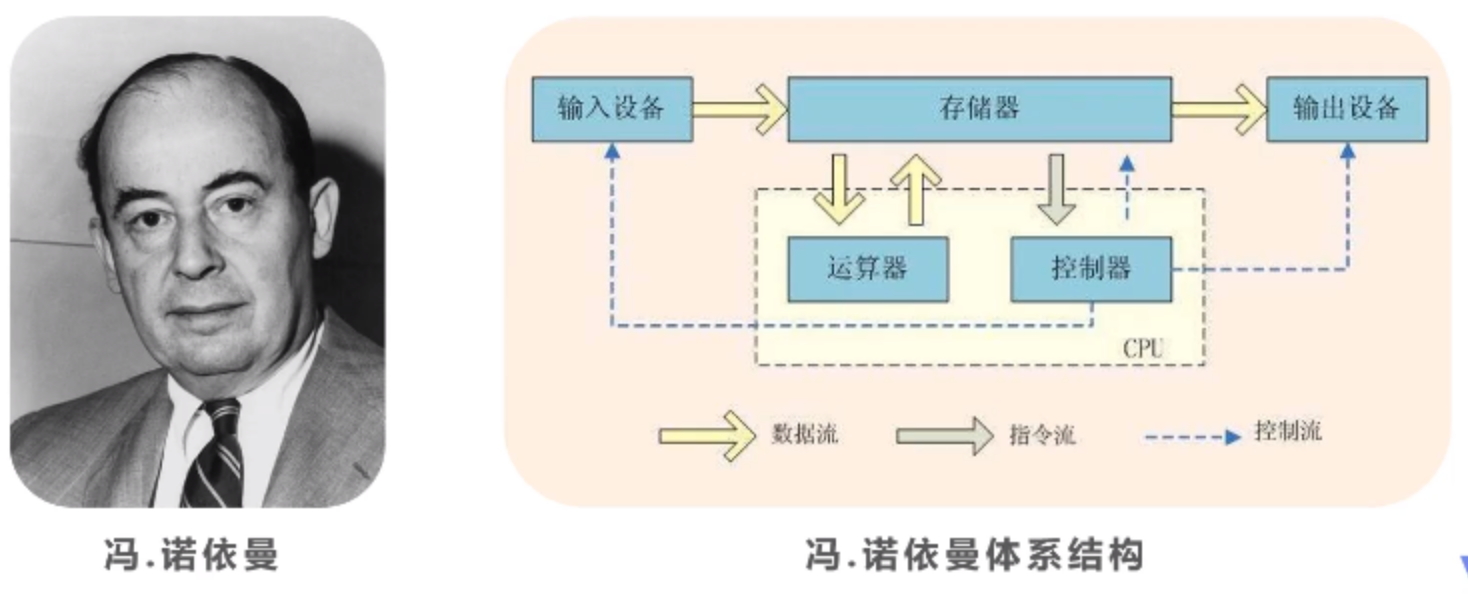 输入设备
存储器
输出设备
运算器
控制器
CPU
数据流
指令流
控制流
冯.诺依曼
冯.诺依曼体系结构